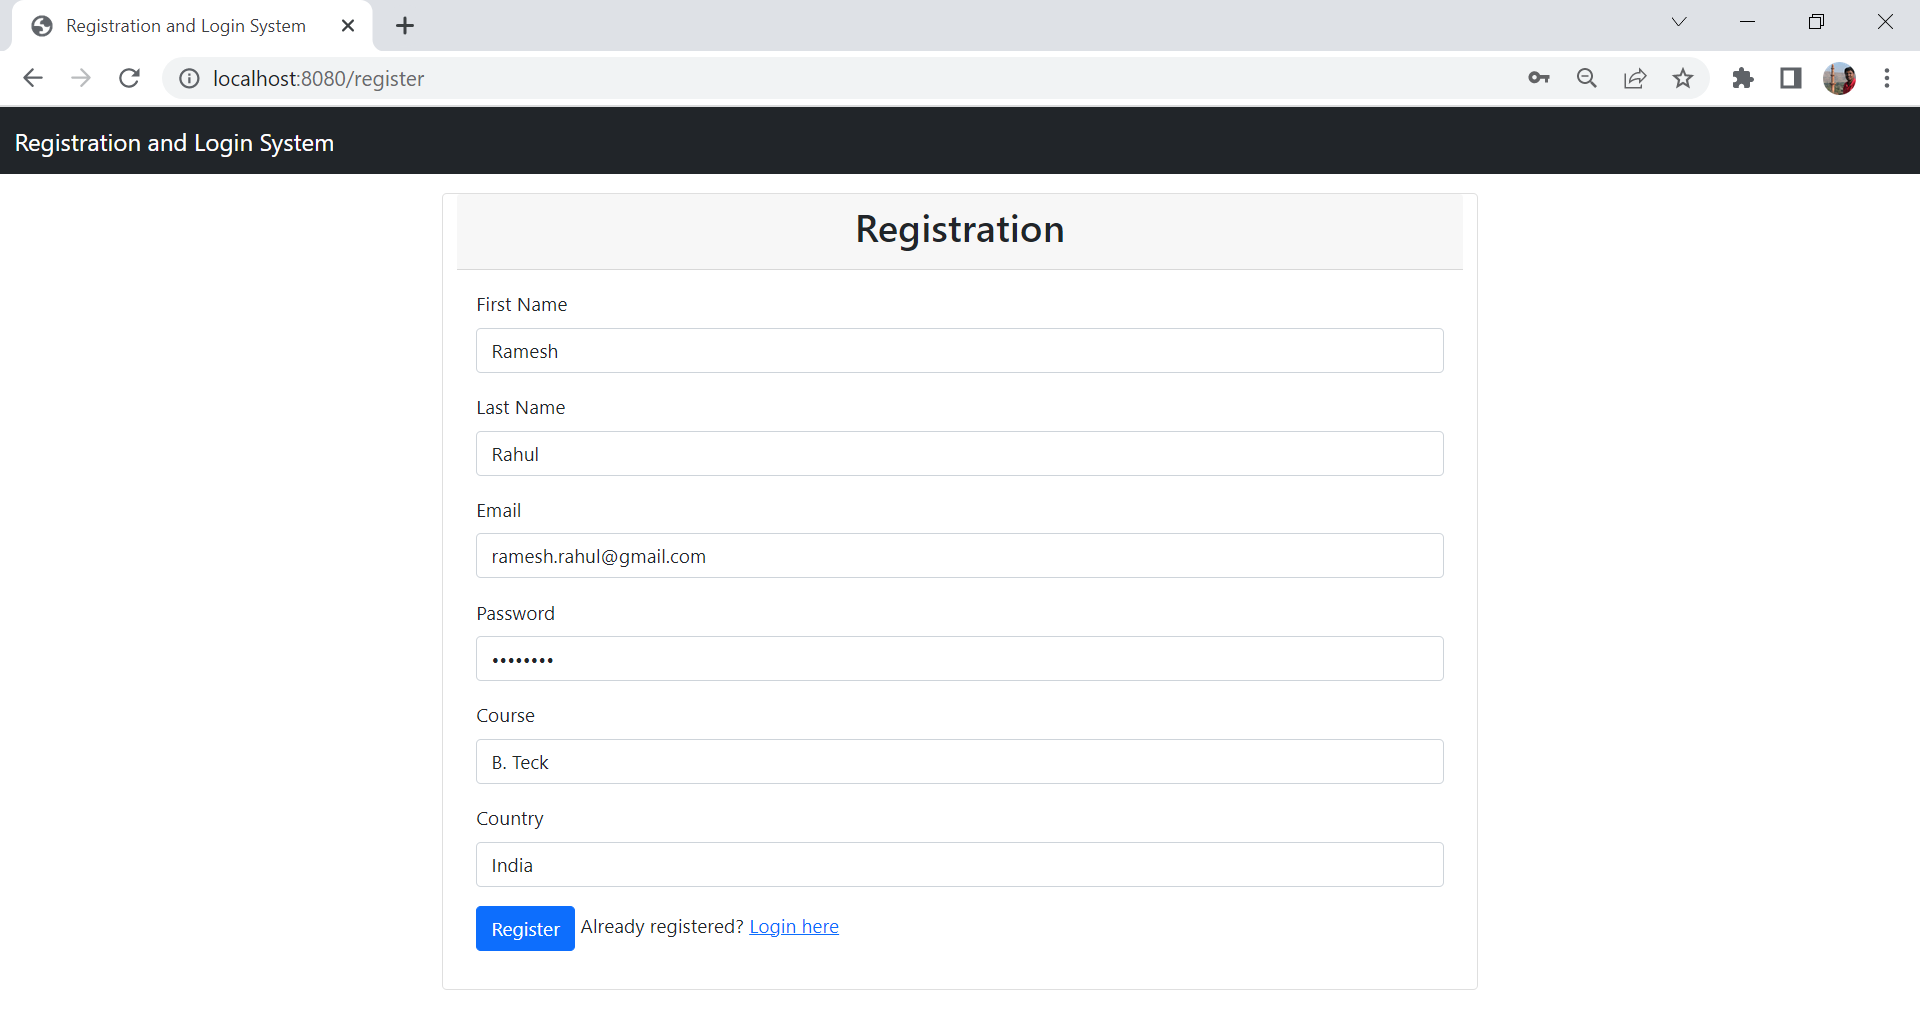 Registration and Login System
localhost:8080/register
Registration and Login System
Registration
First Name
Ramesh
Last Name
Rahul
Email
ramesh.rahul@gmail.com
Password
••••••••
Course
B. Teck
Country
India
Register Already registered? Login here